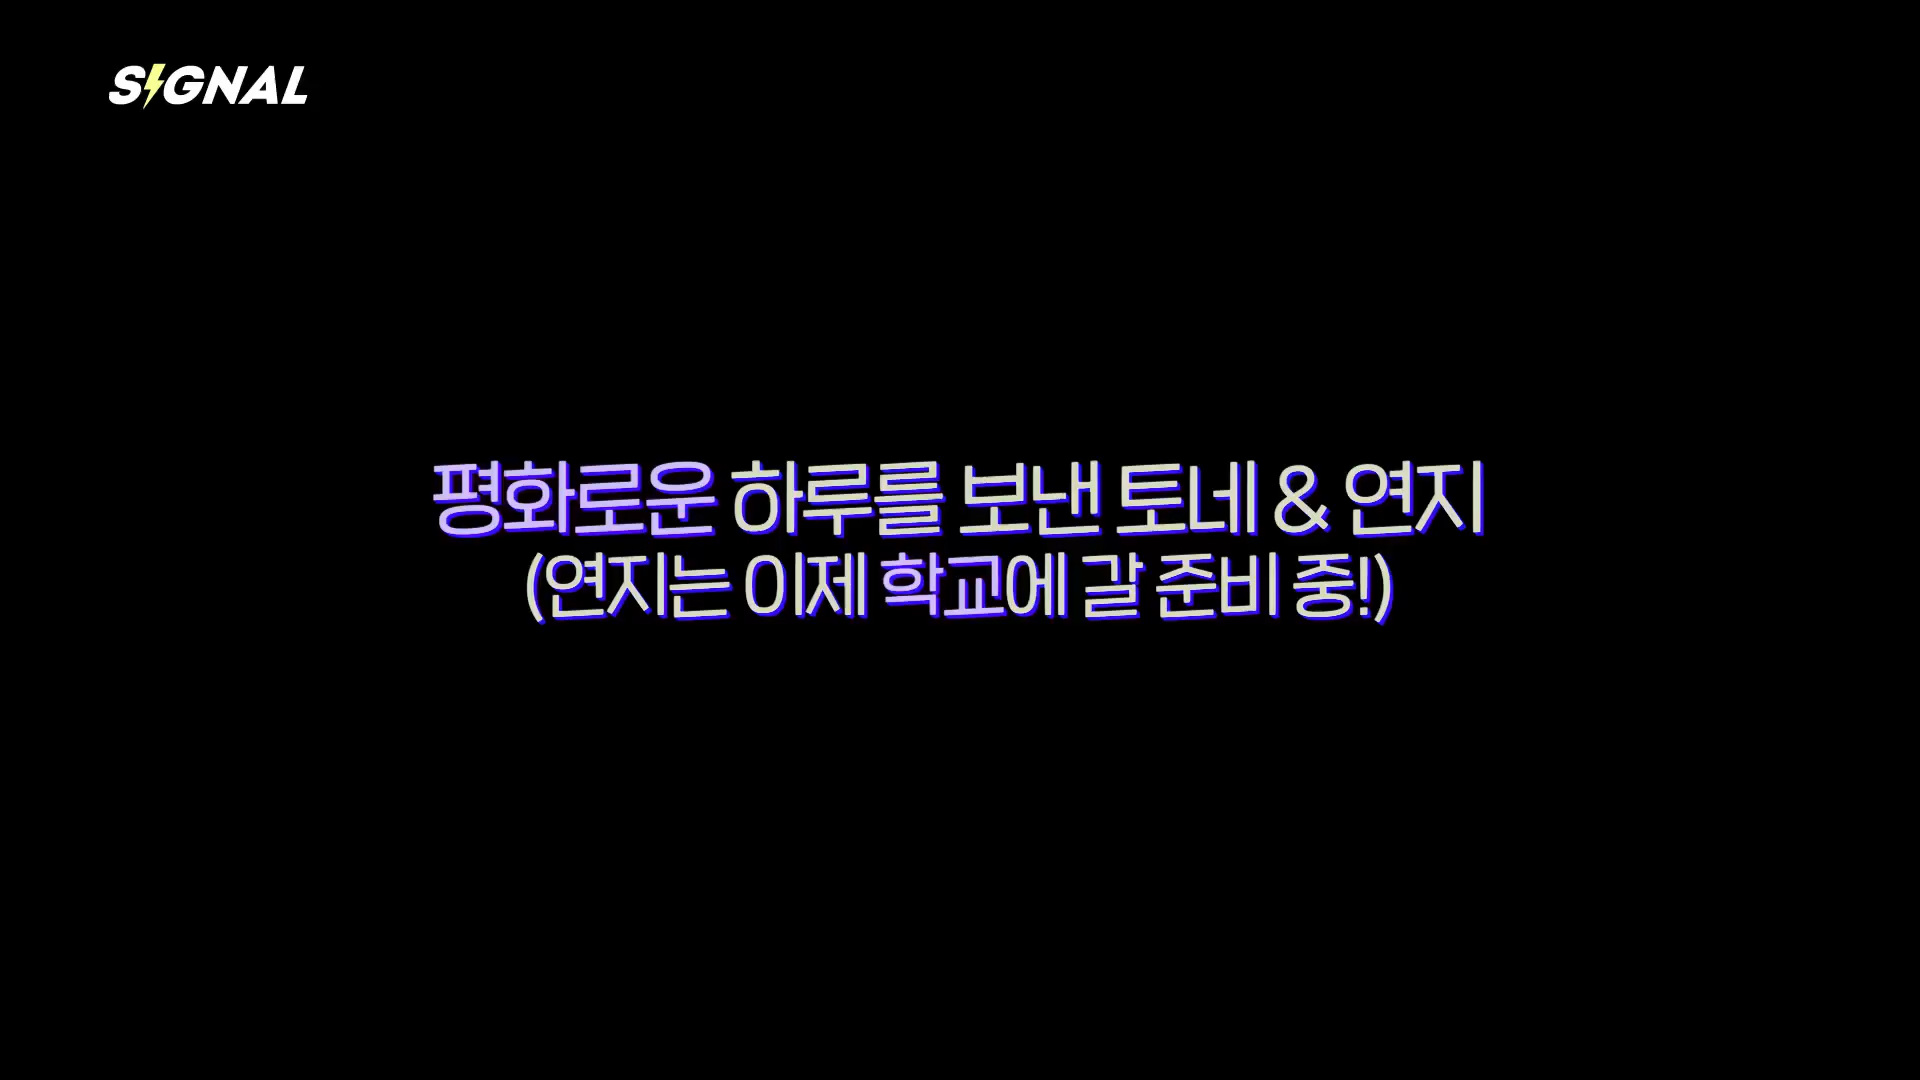 SIGNAL
평화로운 하루를 보낸 토네 & 연지
(연지는 이제 학교에 갈 준비 중!)